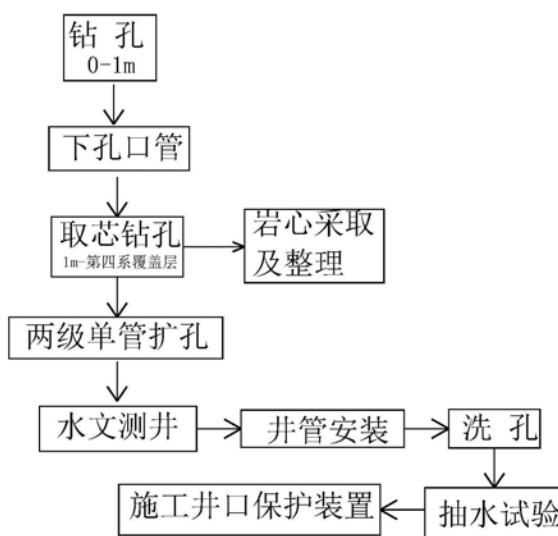 钻 孔
0-1m
下孔口管
取芯钻孔
1m-第四系覆盖层
岩心采取
及整理
两级单管扩孔
水文测井
井管安装
洗 孔
抽水试验
施工井口保护装置